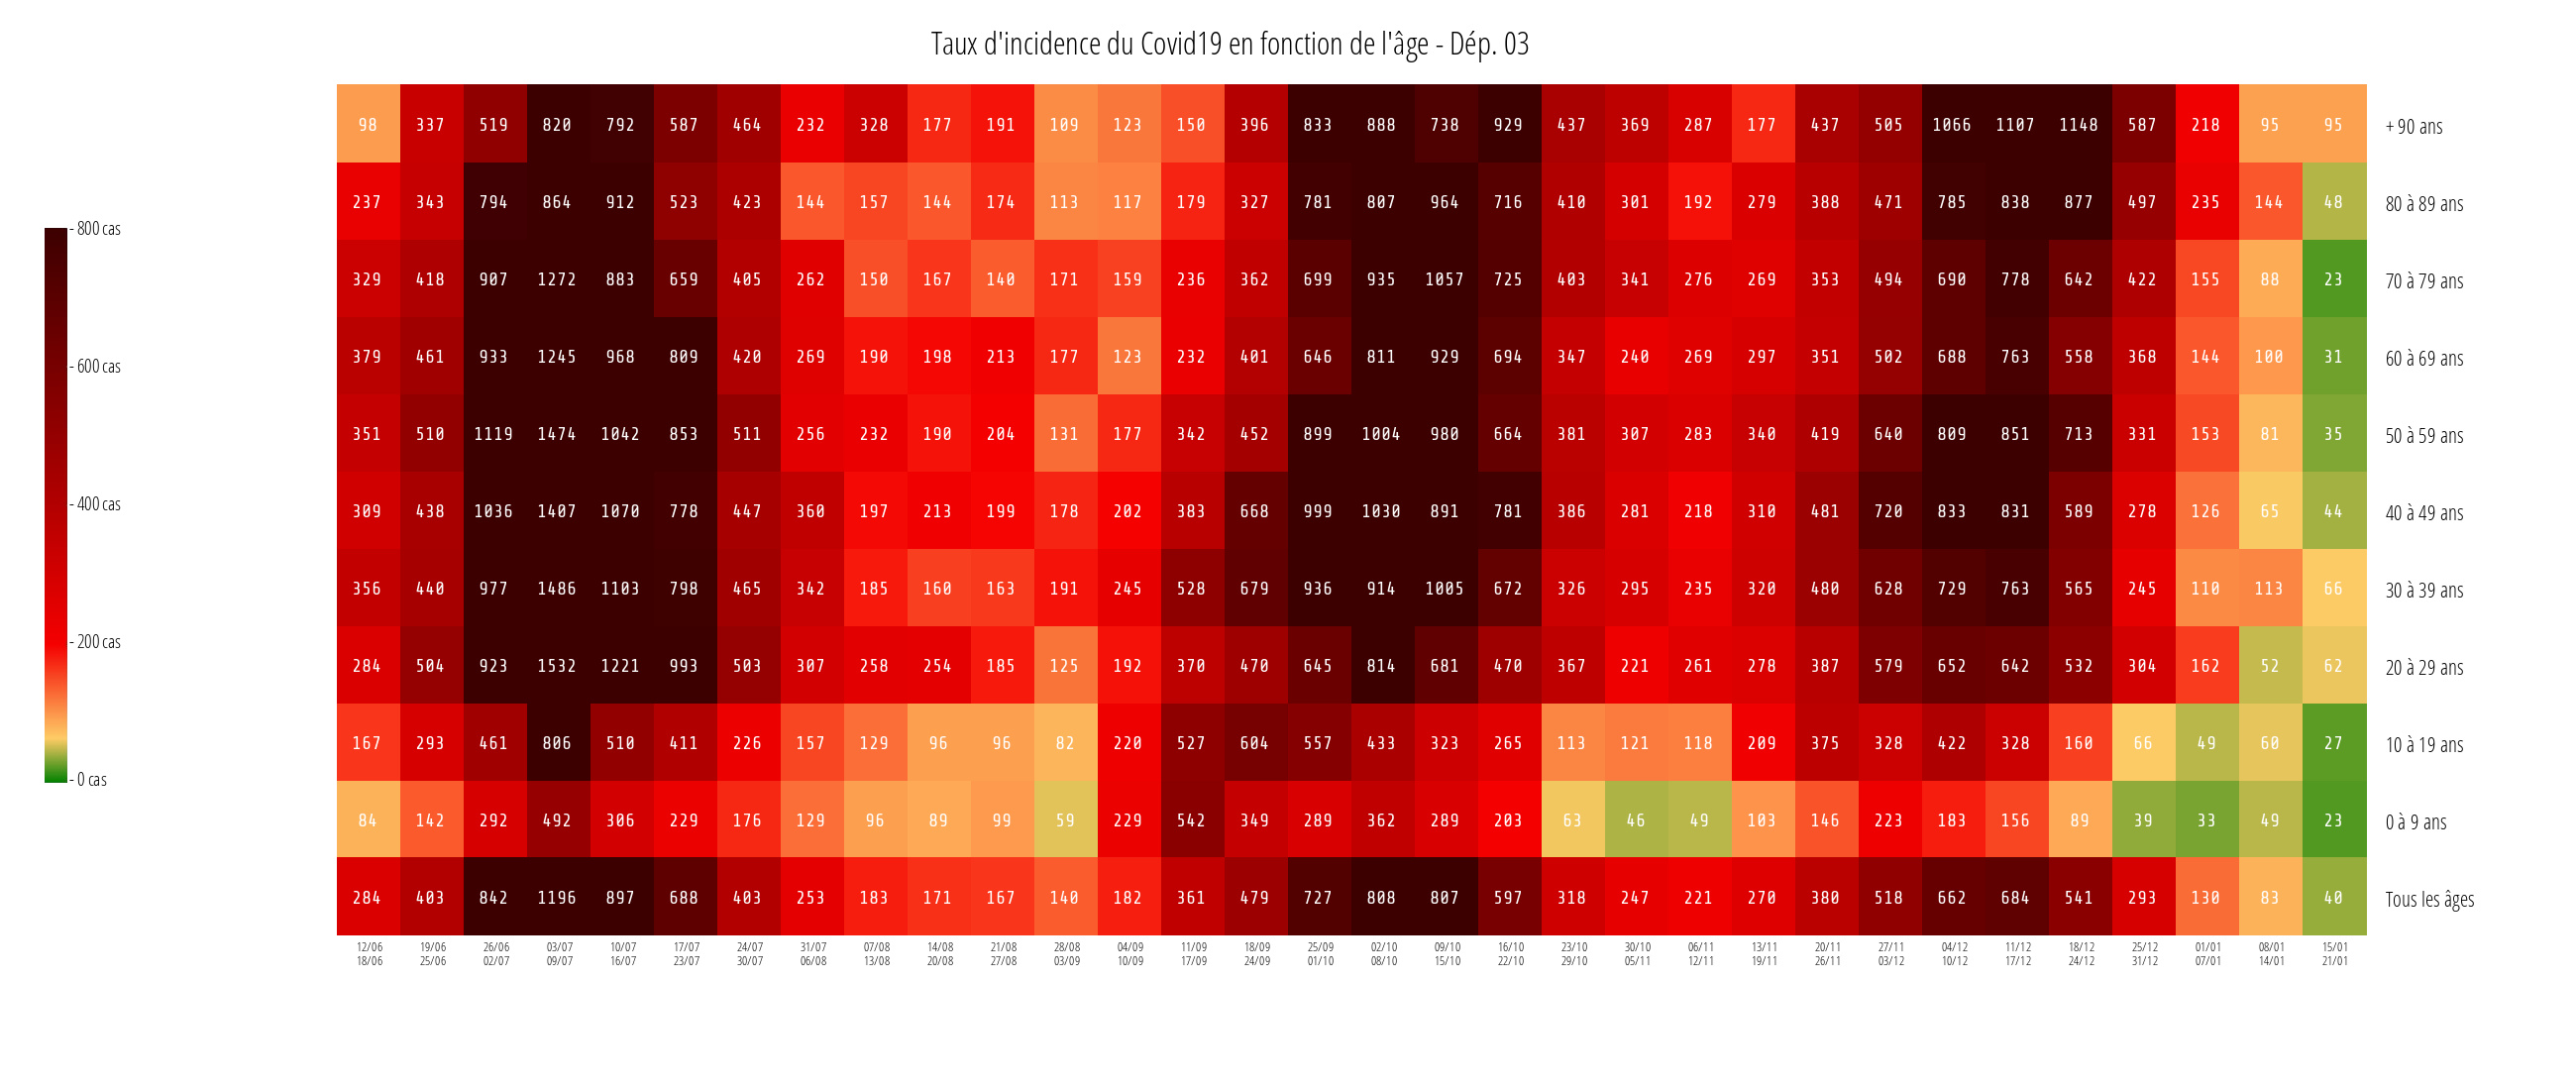 Taux d'incidence du Covid19 en fonction de l'âge - Dép. 03
- 800 cas
- 600 cas
- 400 cas
- 200 cas
- 0 cas
98 337 519 820 792 587 464 232 328 177 191 109 123 150 396 833 888 738 929 437 369 287 177 437 505 1066 1107 1148 587 218 95 95 + 90 ans
237 343 794 864 912 523 423 144 157 144 174 113 117 179 327 781 807 964 716 410 301 192 279 388 471 785 838 877 497 235 144 48 80 à 89 ans
329 418 907 1272 883 659 405 262 150 167 140 171 159 236 362 699 935 1057 725 403 341 276 269 353 494 690 778 642 422 155 88 23 70 à 79 ans
379 461 933 1245 968 809 420 269 190 198 213 177 123 232 401 646 811 929 694 347 240 269 297 351 502 688 763 558 368 144 100 31 60 à 69 ans
351 510 1119 1474 1042 853 511 256 232 190 204 131 177 342 452 899 1004 980 664 381 307 283 340 419 640 809 851 713 331 153 81 35 50 à 59 ans
309 438 1036 1407 1070 778 447 360 197 213 199 178 202 383 668 999 1030 891 781 386 281 218 310 481 720 833 831 589 278 126 65 44 40 à 49 ans
356 440 977 1486 1103 798 465 342 185 160 163 191 245 528 679 936 914 1005 672 326 295 235 320 480 628 729 763 565 245 110 113 66 30 à 39 ans
284 504 923 1532 1221 993 503 307 258 254 185 125 192 370 470 645 814 681 470 367 221 261 278 387 579 652 642 532 304 162 52 62 20 à 29 ans
167 293 461 806 510 411 226 157 129 96 96 82 220 527 604 557 433 323 265 113 121 118 209 375 328 422 328 160 66 49 60 27 10 à 19 ans
84 142 292 492 306 229 176 129 96 89 99 59 229 542 349 289 362 289 203 63 46 49 103 146 223 183 156 89 39 33 49 23 0 à 9 ans
284 403 842 1196 897 688 403 253 183 171 167 140 182 361 479 727 808 807 597 318 247 221 270 380 518 662 684 541 293 130 83 40 Tous les âges
12/06 19/06 26/06 03/07 10/07 17/07 24/07 31/07 07/08 14/08 21/08 28/08 04/09 11/09 18/09 25/09 02/10 09/10 16/10 23/10 30/10 06/11 13/11 20/11 27/11 04/12 11/12 18/12 25/12 01/01 08/01 15/01
18/06 25/06 02/07 09/07 16/07 23/07 30/07 06/08 13/08 20/08 27/08 03/09 10/09 17/09 24/09 01/10 08/10 15/10 22/10 29/10 05/11 12/11 19/11 26/11 03/12 10/12 17/12 24/12 31/12 07/01 14/01 21/01